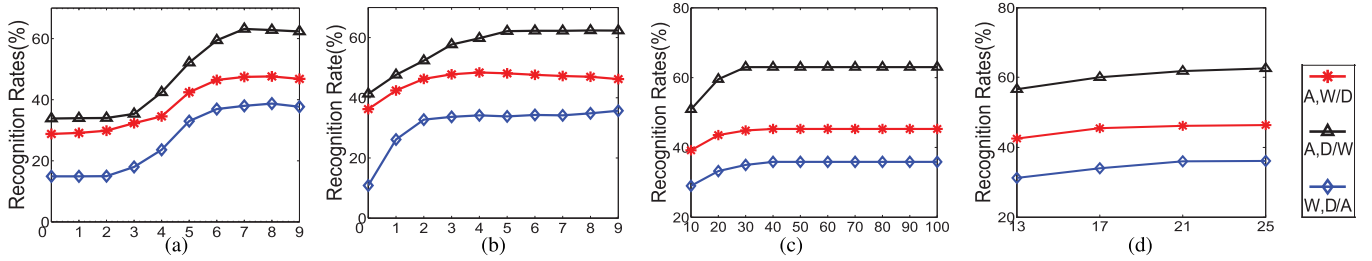 Recognition Rates(%)
60
40
20
0
0 1 2 3 4 5 6 7 8 9
(a)
Recognition Rate(%)
60
40
20
0
0 1 2 3 4 5 6 7 8 9
(b)
Recognition Rates(%)
80
60
40
20
10 20 30 40 50 60 70 80 90 100
(c)
Recognition Rates(%)
80
60
40
20
13 17 21 25
(d)
A,W/D
A,D/W
W,D/A